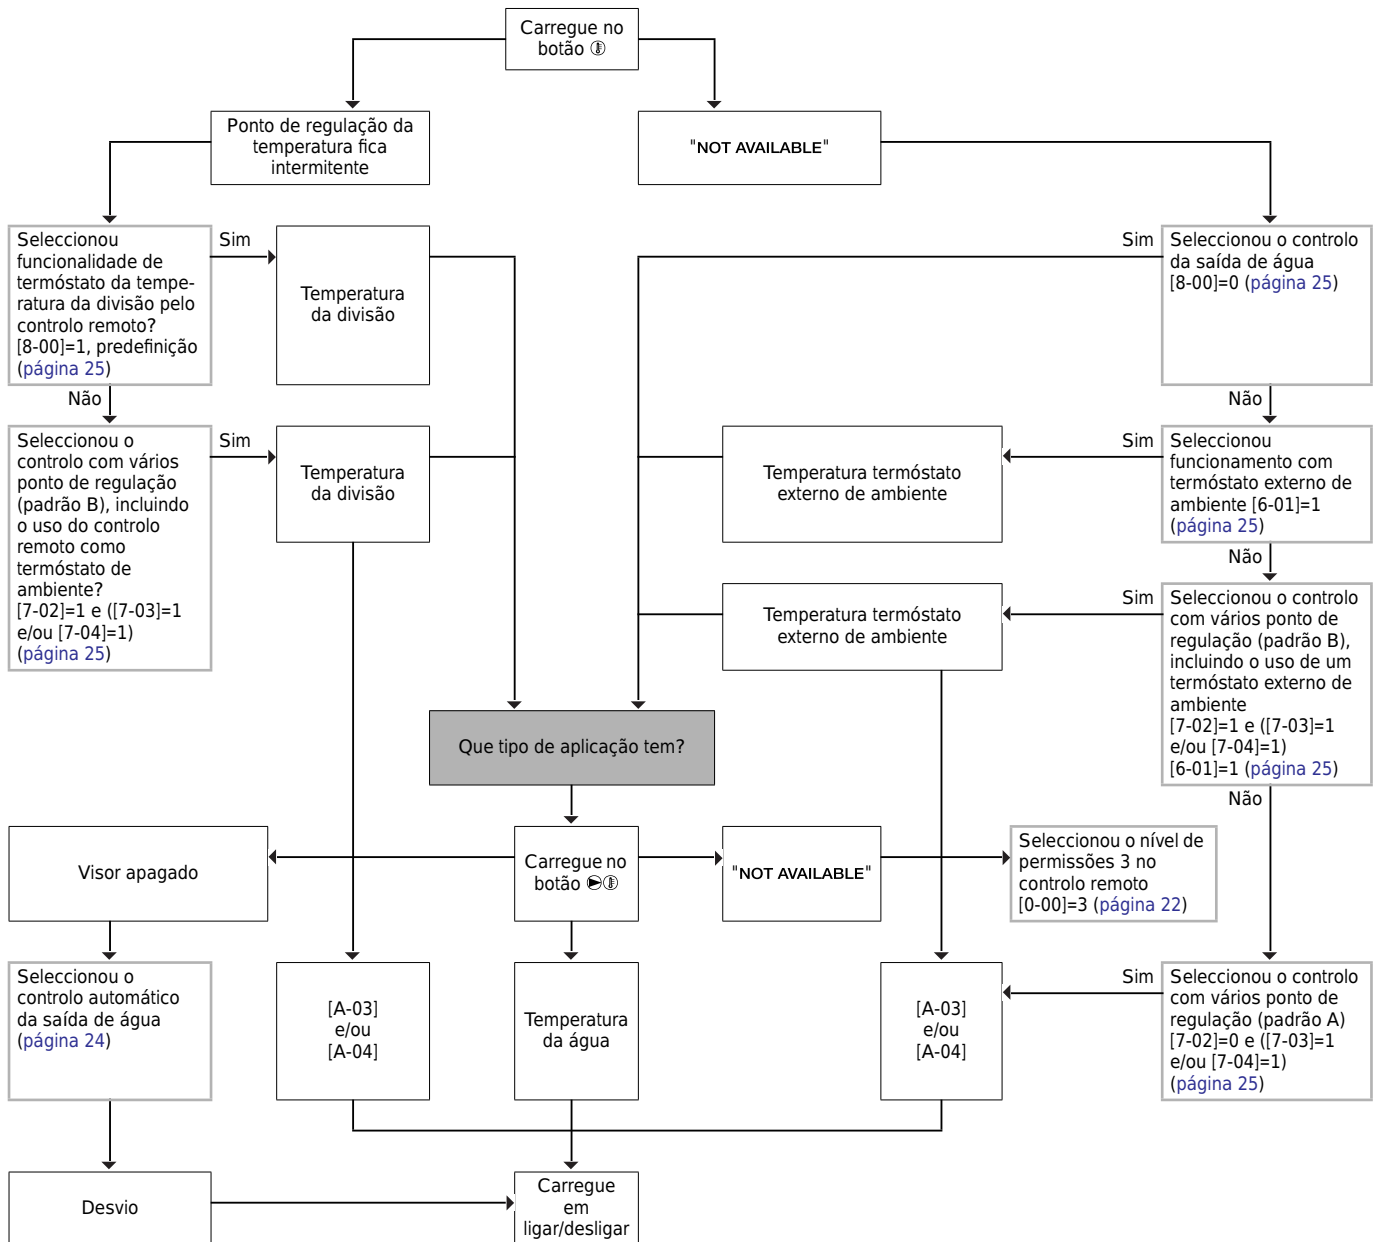 Carregue no
botão
Ponto de regulação da
temperatura fica
intermitente
"NOT AVAILABLE"
Seleccionou
funcionalidade de
termóstato da tempe-
ratura da divisão pelo
controlo remoto?
[8-00]=1, predefinição
(página 25)
Sim
Temperatura
da divisão
Sim
Seleccionou o controlo
da saída de água
[8-00]=0 (página 25)
Não
Não
Seleccionou o
controlo com vários
ponto de regulação
(padrão B), incluindo
o uso do controlo
remoto como
termóstato de
ambiente?
[7-02]=1 e ([7-03]=1
e/ou [7-04]=1)
(página 25)
Sim
Temperatura
da divisão
Temperatura termóstato
externo de ambiente
Sim
Seleccionou
funcionamento com
termóstato externo de
ambiente [6-01]=1
(página 25)
Não
Temperatura termóstato
externo de ambiente
Sim
Seleccionou o controlo
com vários ponto de
regulação (padrão B),
incluindo o uso de um
termóstato externo de
ambiente
[7-02]=1 e ([7-03]=1
e/ou [7-04]=1)
[6-01]=1 (página 25)
Que tipo de aplicação tem?
Não
Visor apagado
Carregue no
botão
"NOT AVAILABLE"
Seleccionou o nível de
permissões 3 no
controlo remoto
[0-00]=3 (página 22)
Seleccionou o
controlo automático
da saída de água
(página 24)
[A-03]
e/ou
[A-04]
Temperatura
da água
[A-03]
e/ou
[A-04]
Sim
Seleccionou o controlo
com vários ponto de
regulação (padrão A)
[7-02]=0 e ([7-03]=1
e/ou [7-04]=1)
(página 25)
Desvio
Carregue
em
ligar/desligar